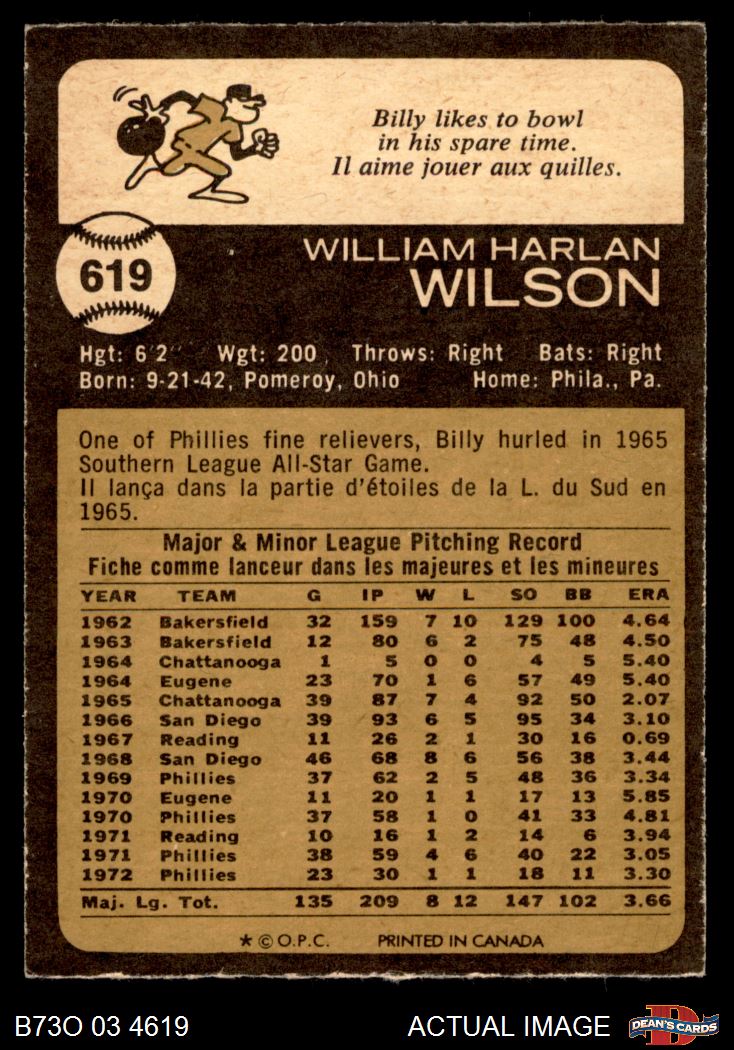 Billy likes to bowl
in his spare time.
Il aime jouer aux quilles.
619
WILLIAM HARLAN
WILSON
Hgt: 6'2" Wgt: 200 Throws: Right Bats: Right
Born: 9-21-42, Pomeroy, Ohio Home: Phila., Pa.
One of Phillies fine relievers, Billy hurled in 1965
Southern League All-Star Game.
Il lança dans la partie d'étoiles de la L. du Sud en
1965.
Major & Minor League Pitching Record
Fiche comme lanceur dans les majeures et les mineures
YEAR TEAM G IP W L SO BB ERA
1962 Bakersfield 32 159 7 10 129 100 4.64
1963 Bakersfield 12 80 6 2 75 48 4.50
1964 Chattanooga 1 5 0 0 4 5 5.40
1964 Eugene 23 70 1 6 57 49 5.40
1965 Chattanooga 39 87 7 4 92 50 2.07
1966 San Diego 39 93 6 5 95 34 3.10
1967 Reading 11 26 2 1 30 16 0.69
1968 San Diego 46 68 8 6 56 38 3.44
1969 Phillies 37 62 2 5 48 36 3.34
1970 Eugene 11 20 1 1 17 13 5.85
1970 Phillies 37 58 1 0 41 33 4.81
1971 Reading 10 16 1 2 14 6 3.94
1971 Phillies 38 59 4 6 40 22 3.05
1972 Phillies 23 30 1 1 18 11 3.30
Maj. Lg. Tot. 135 209 8 12 147 102 3.66
★ © O.P.C. PRINTED IN CANADA
B73O 03 4619 ACTUAL IMAGE DEAN'S CARDS